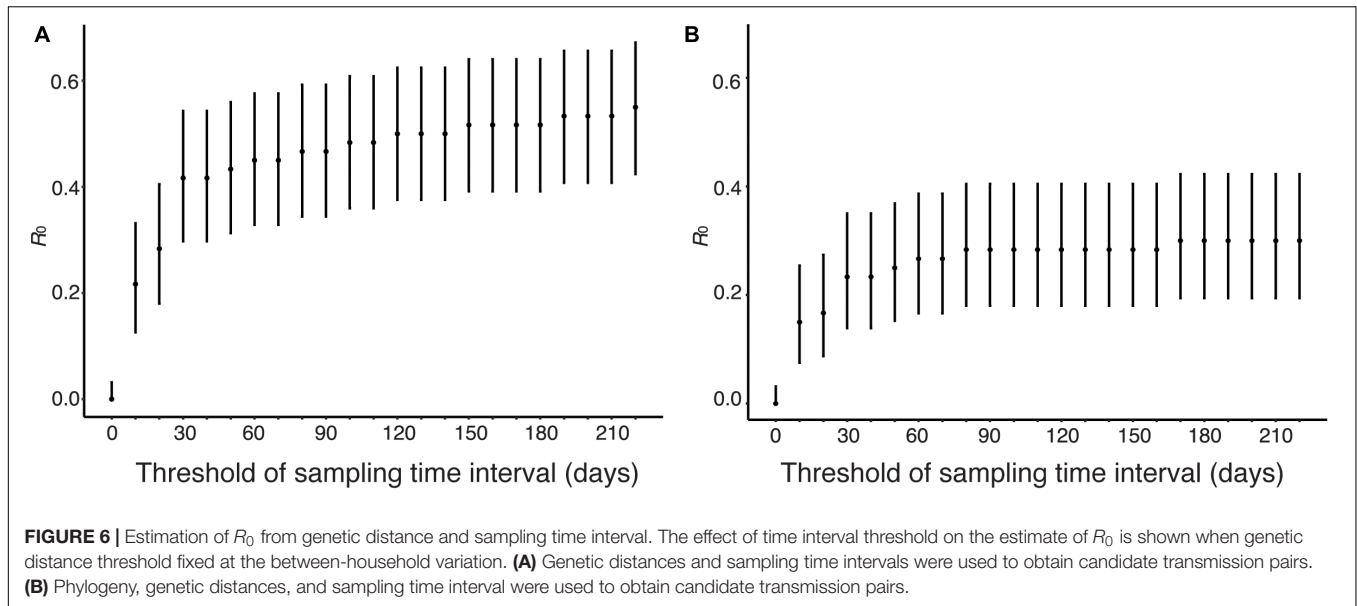 A
B
0.6
0.4
0.2
0.0
R0
0 30 60 90 120 150 180 210
Threshold of sampling time interval (days)
0.6
0.4
0.2
0.0
R0
0 30 60 90 120 150 180 210
Threshold of sampling time interval (days)
FIGURE 6 | Estimation of R0 from genetic distance and sampling time interval. The effect of time interval threshold on the estimate of R0 is shown when genetic
distance threshold fixed at the between-household variation. (A) Genetic distances and sampling time intervals were used to obtain candidate transmission pairs.
(B) Phylogeny, genetic distances, and sampling time interval were used to obtain candidate transmission pairs.